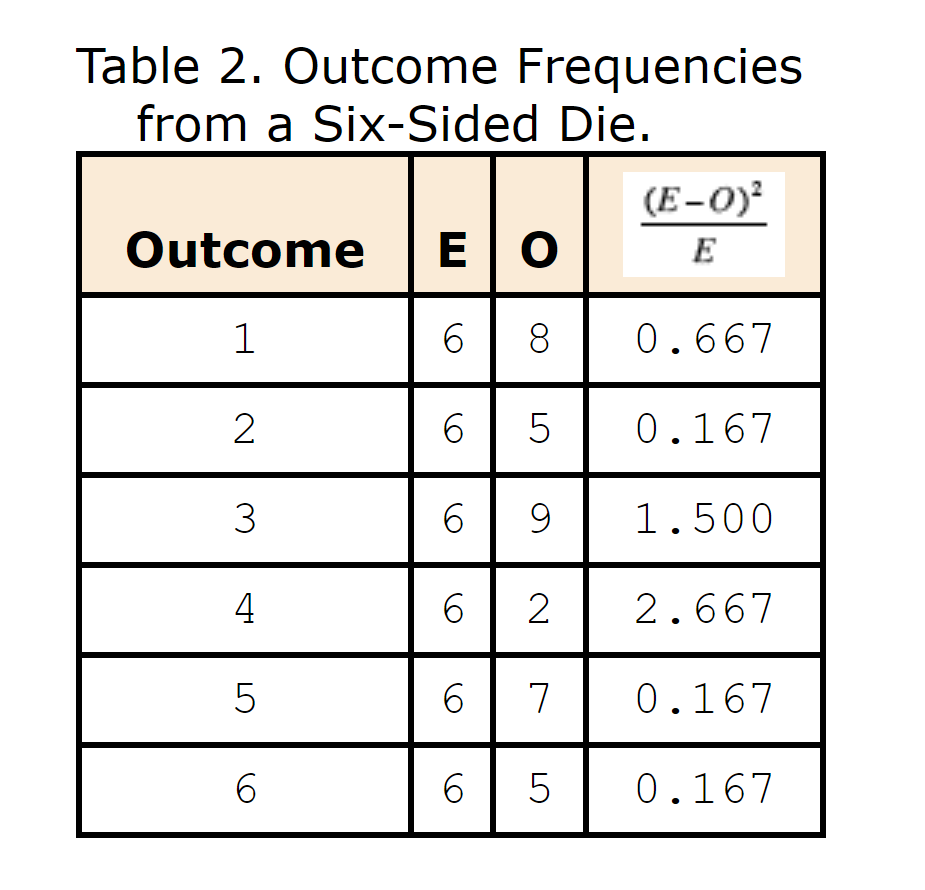 Table 2. Outcome Frequencies
from a Six-Sided Die.
Outcome E O (E−O)²/E
1 6 8 0.667
2 6 5 0.167
3 6 9 1.500
4 6 2 2.667
5 6 7 0.167
6 6 5 0.167